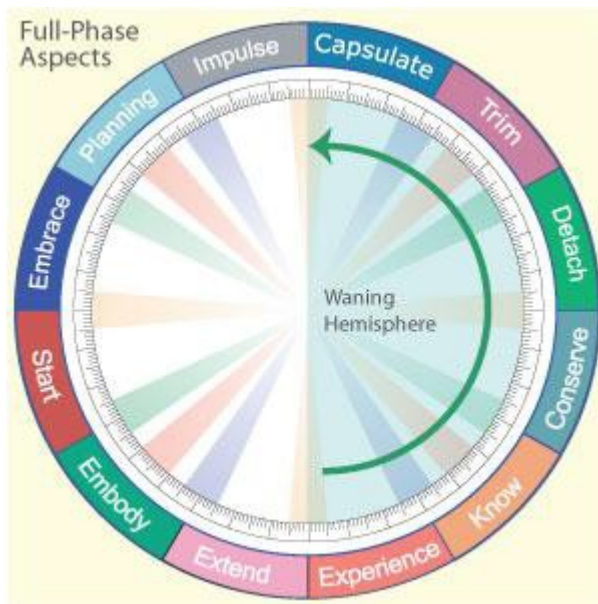 Full-Phase
Aspects
Impulse
Capsulate
Trim
Detach
Conserve
Know
Experience
Extend
Embody
Start
Embrace
Planning
Waning
Hemisphere